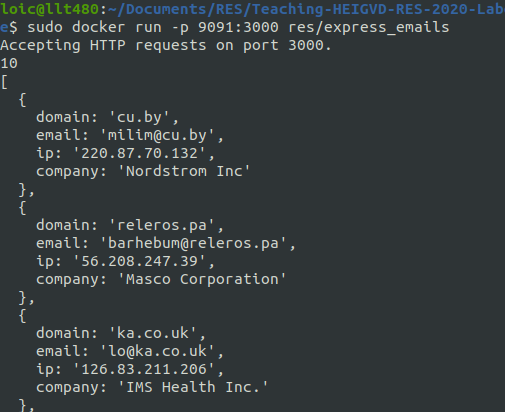 loic@llt480:~/Documents/RES/Teaching-HEIGVD-RES-2020-Lab
e$ sudo docker run -p 9091:3000 res/express_emails
Accepting HTTP requests on port 3000.
10
[
  {
    domain: 'cu.by',
    email: 'milim@cu.by',
    ip: '220.87.70.132',
    company: 'Nordstrom Inc'
  },
  {
    domain: 'releros.pa',
    email: 'barhebum@releros.pa',
    ip: '56.208.247.39',
    company: 'Masco Corporation'
  },
  {
    domain: 'ka.co.uk',
    email: 'lo@ka.co.uk',
    ip: '126.83.211.206',
    company: 'IMS Health Inc.'
  },